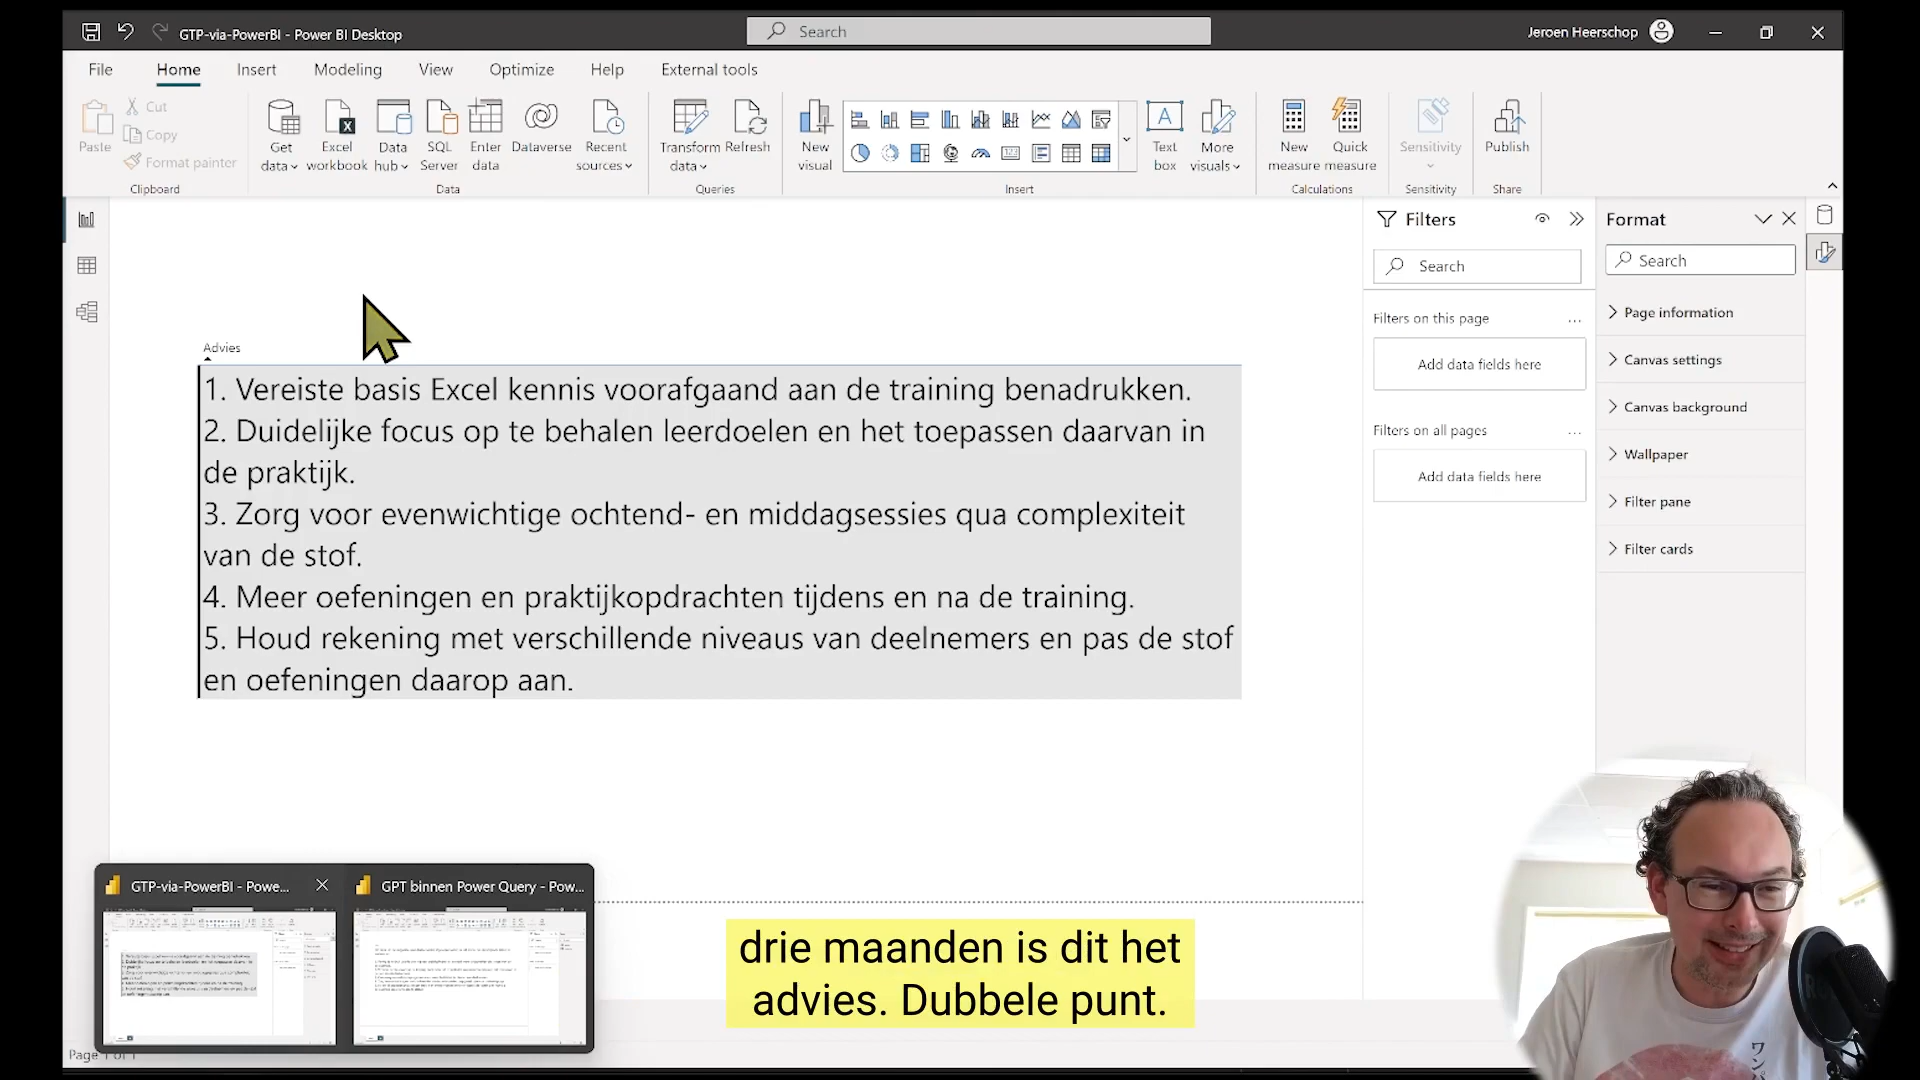 GTP-via-PowerBI - Power BI Desktop
Search
Jeroen Heerschop
File Home Insert Modeling View Optimize Help External tools
Paste
Cut
Copy
Format painter
Clipboard
Get data
Excel workbook
Data hub
SQL Server
Enter data
Dataverse
Recent sources
Data
Transform data
Refresh
Queries
New visual
Text box
More visuals
Insert
New measure
Quick measure
Calculations
Sensitivity
Sensitivity
Publish
Share
Advies
1. Vereiste basis Excel kennis voorafgaand aan de training benadrukken.
2. Duidelijke focus op te behalen leerdoelen en het toepassen daarvan in
de praktijk.
3. Zorg voor evenwichtige ochtend- en middagsessies qua complexiteit
van de stof.
4. Meer oefeningen en praktijkopdrachten tijdens en na de training.
5. Houd rekening met verschillende niveaus van deelnemers en pas de stof
en oefeningen daarop aan.
Filters
Search
Filters on this page ...
Add data fields here
Filters on all pages ...
Add data fields here
Format
Search
Page information
Canvas settings
Canvas background
Wallpaper
Filter pane
Filter cards
GTP-via-PowerBI - Powe...
GPT binnen Power Query - Pow...
drie maanden is dit het
advies. Dubbele punt.
Page 1 of 1
ワンパ